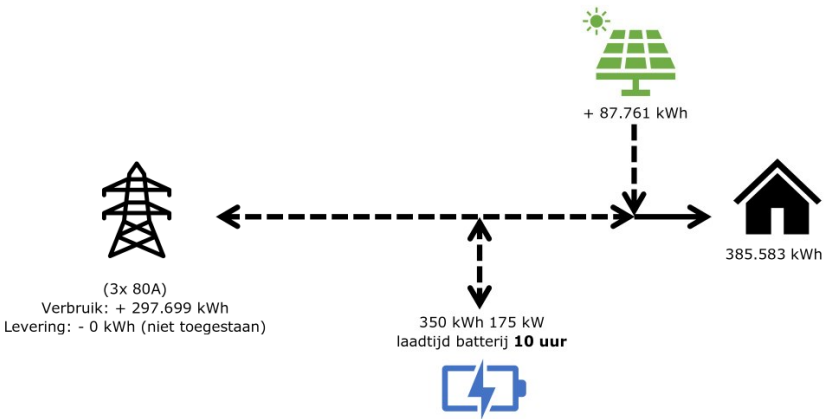 + 87.761 kWh
385.583 kWh
(3x 80A)
Verbruik: + 297.699 kWh
Levering: - 0 kWh (niet toegestaan)
350 kWh 175 kW
laadtijd batterij 10 uur